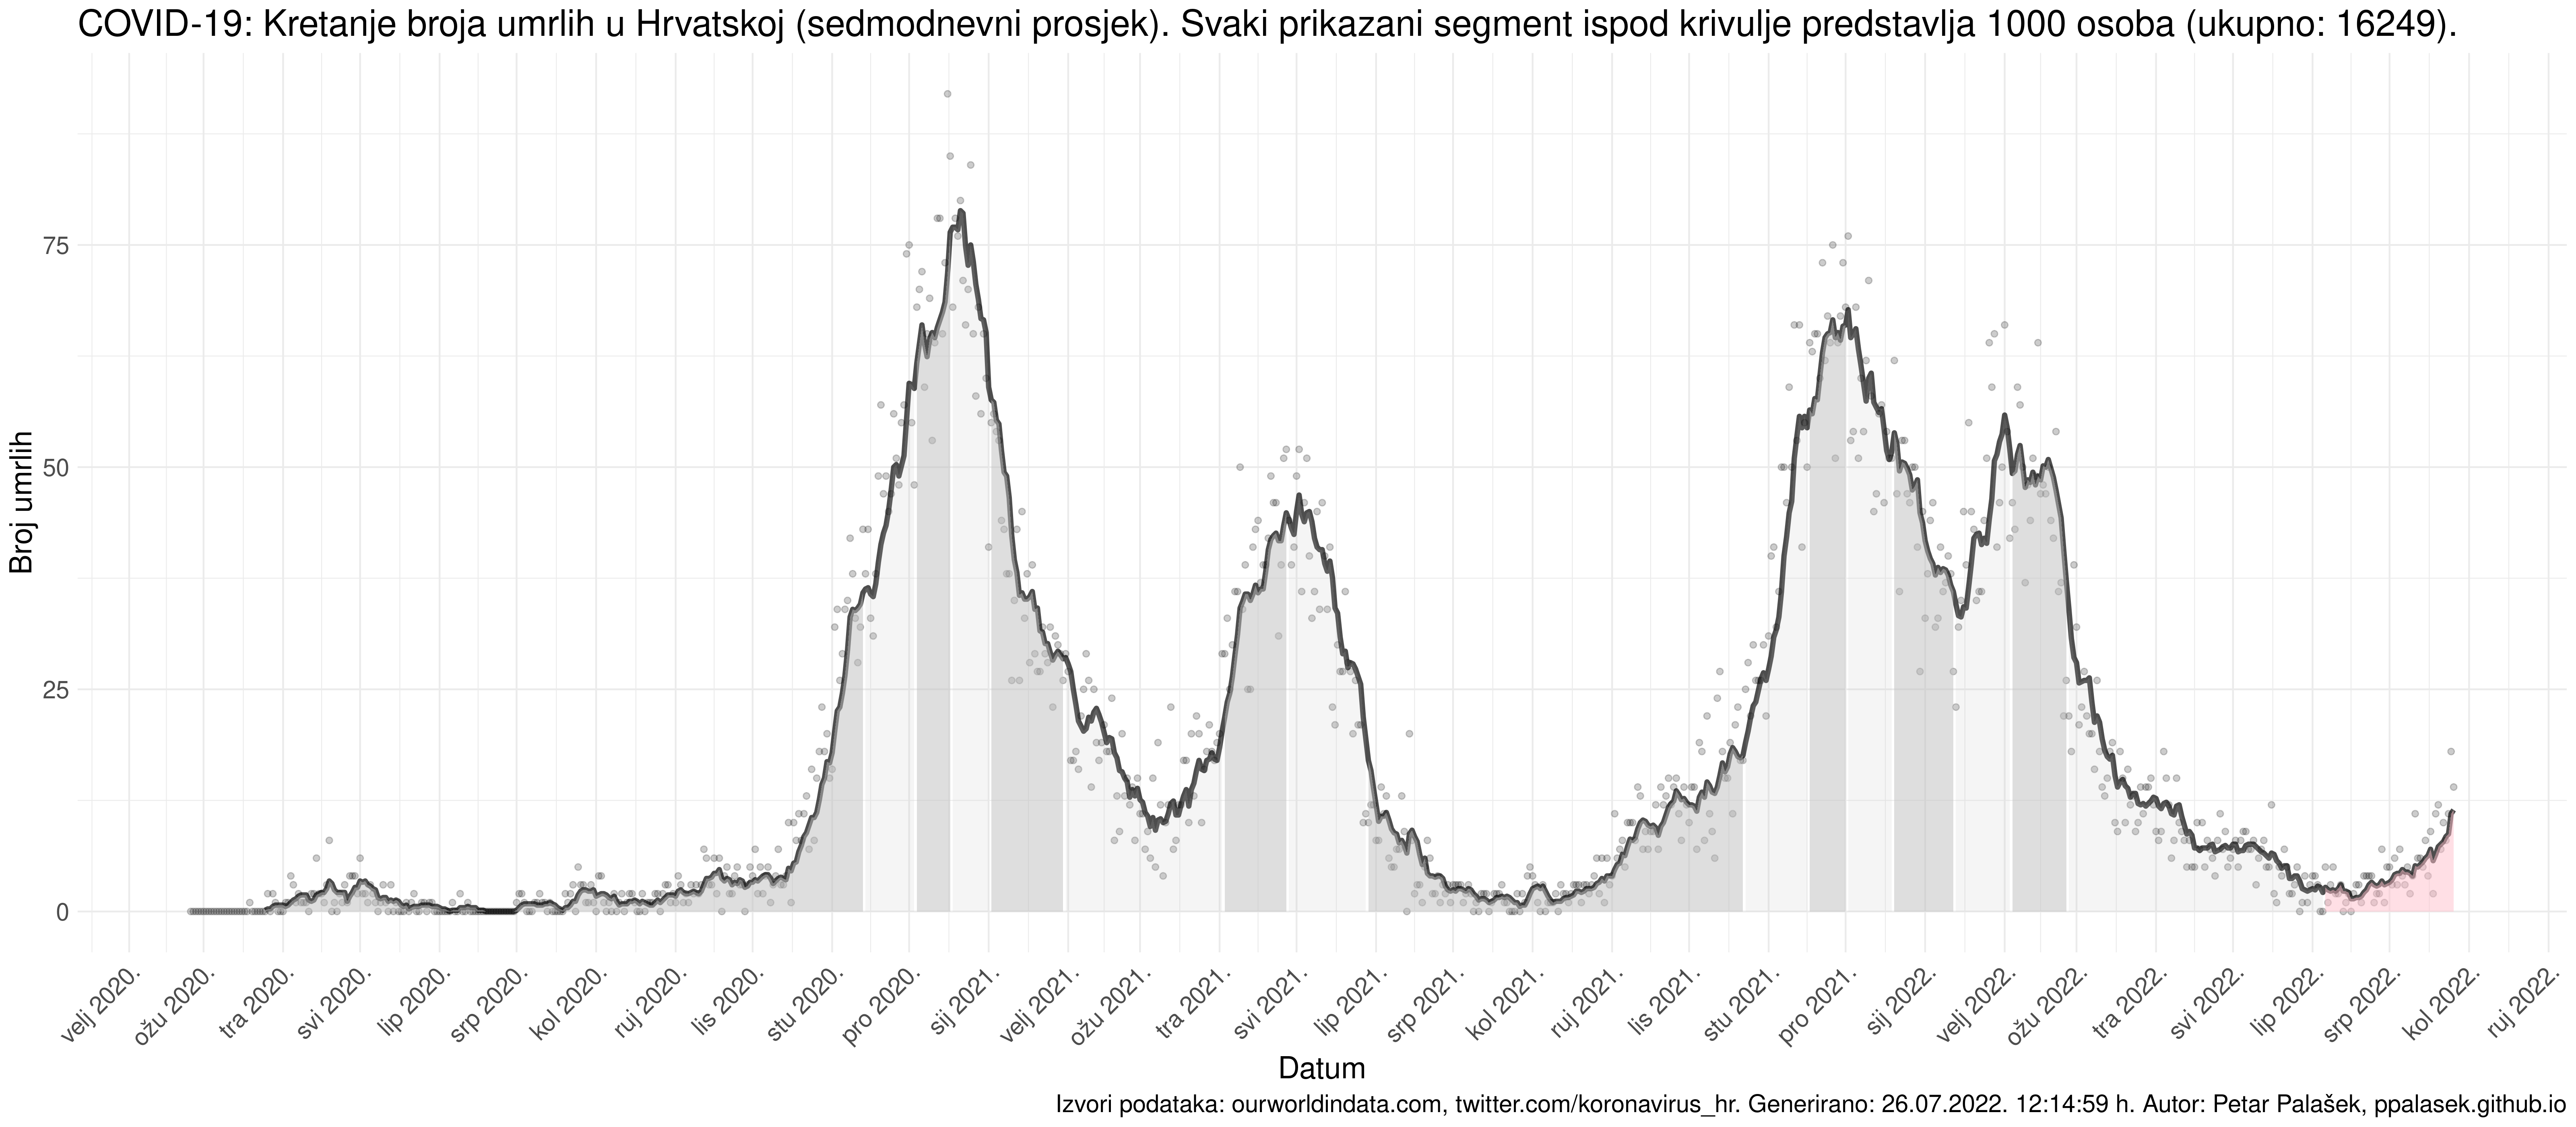 COVID-19: Kretanje broja umrlih u Hrvatskoj (sedmodnevni prosjek). Svaki prikazani segment ispod krivulje predstavlja 1000 osoba (ukupno: 16249).
Broj umrlih
75
50
25
0
velj 2020.
ožu 2020.
tra 2020.
svi 2020.
lip 2020.
srp 2020.
kol 2020.
ruj 2020.
lis 2020.
stu 2020.
pro 2020.
sij 2021.
velj 2021.
ožu 2021.
tra 2021.
svi 2021.
lip 2021.
srp 2021.
kol 2021.
ruj 2021.
lis 2021.
stu 2021.
pro 2021.
sij 2022.
velj 2022.
ožu 2022.
tra 2022.
svi 2022.
lip 2022.
srp 2022.
kol 2022.
ruj 2022.
Datum
Izvori podataka: ourworldindata.com, twitter.com/koronavirus_hr. Generirano: 26.07.2022. 12:14:59 h. Autor: Petar Palašek, ppalasek.github.io